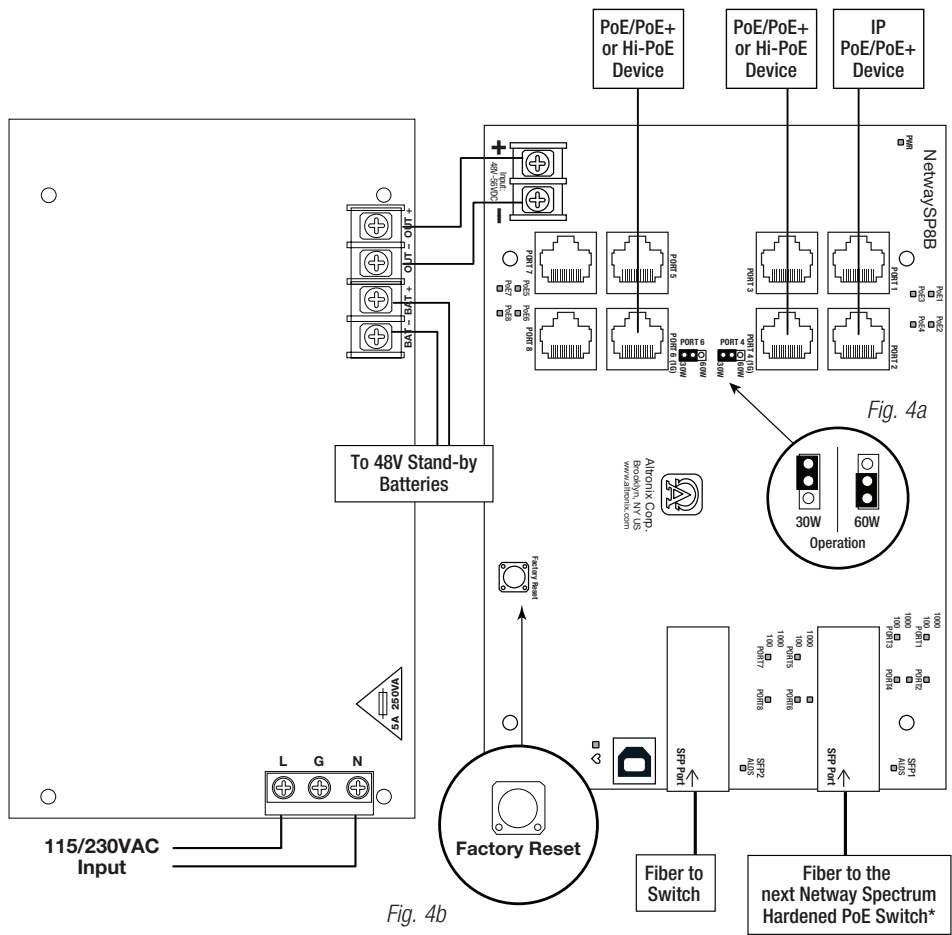 PoE/PoE+
or Hi-PoE
Device
PoE/PoE+
or Hi-PoE
Device
IP
PoE/PoE+
Device
+
Input:
48V -56VDC
−
PWR
NetwaySP8B
OUT +
OUT −
BAT +
BAT −
PORT 7
PORT 5
PORT 3
PORT 1
PoE7
PoE5
PoE8
PoE6
PoE3
PoE1
PoE4
PoE2
PORT 8
PORT 6 (1G)
PORT 6
30W
60W
PORT 4
30W
60W
PORT 4 (1G)
PORT 2
Fig. 4a
30W
60W
Operation
To 48V Stand-by
Batteries
Altronix Corp.
Brooklyn, NY US
www.altronix.com
Factory Reset
5A 250VA
L G N
115/230VAC
Input
Factory Reset
Fig. 4b
1000
100
PORT7
1000
100
PORT5
PORT8
PORT6
1000
100
PORT3
1000
100
PORT1
PORT4
PORT2
SFP Port
SFP2
ALOS
SFP Port
SFP1
ALOS
Fiber to
Switch
Fiber to the
next Netway Spectrum
Hardened PoE Switch*